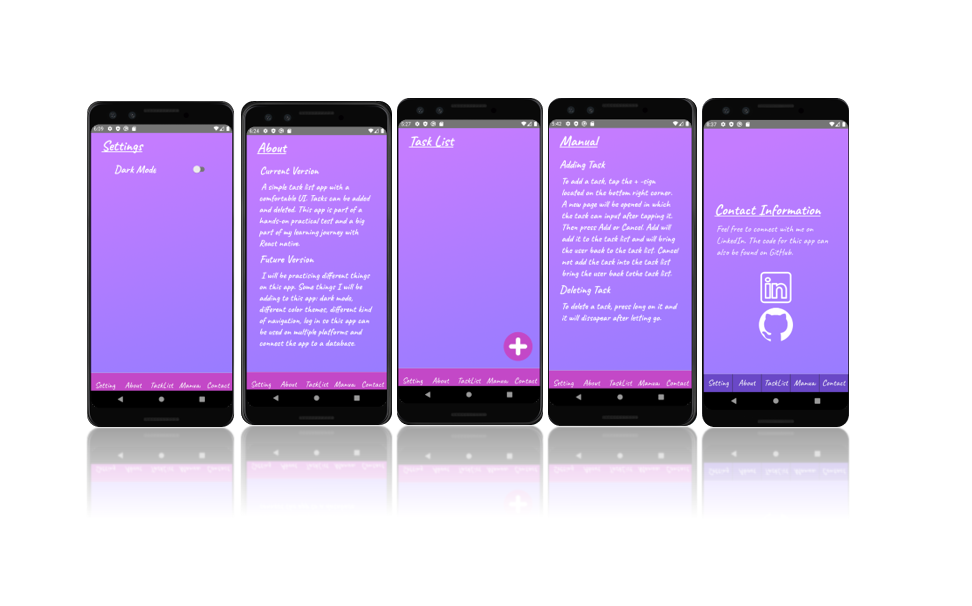 6:09
Settings
Dark Mode
Setting About TaskList Manua Contact
6:24
About
Current Version
A simple task list app with a
comfortable UI. Tasks can be added
and deleted. This app is part of a
hands-on practical test and a big
part of my learning journey with
React native.
Future Version
I will be practising different things
on this app. Some things I will be
adding to this app: dark mode,
different color themes, different kind
of navigation, log in so this app can
be used on multiple platforms and
connect the app to a database.
Setting About TaskList Manua Contact
Task List
Setting About TaskList Manua Contact
Manual
Adding Task
To add a task, tap the + -sign
located on the bottom right corner.
A new page will be opened in which
the task can input after tapping it.
Then press Add or Cancel. Add will
add it to the task list and will bring
the user back to the task list. Cancel
not add the task into the task list
bring the user back tothe task list.
Deleting Task
To delete a task, press long on it and
it will dissapear after letting go.
Setting About TaskList Manua Contact
Contact Information
Feel free to connect with me on
LinkedIn. The code for this app can
also be found on GitHub.
in
Setting About TaskList Manua Contact